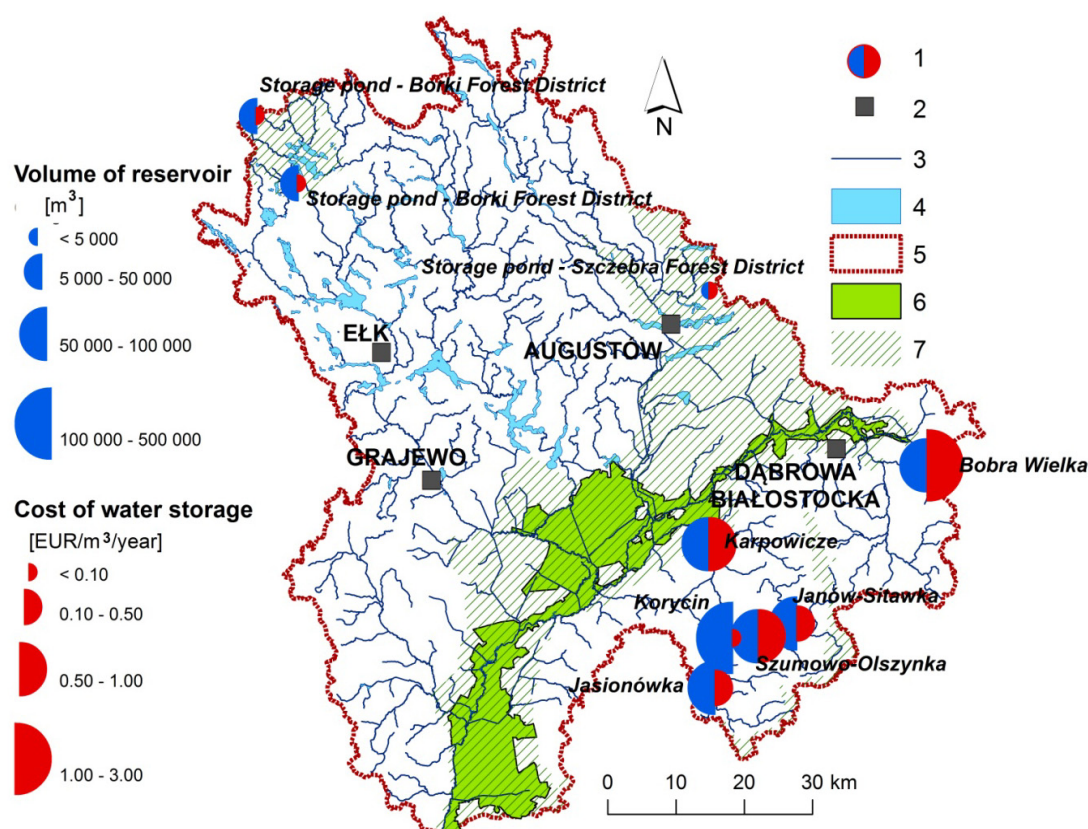 Storage pond - Borki Forest District
Storage pond - Borki Forest District
Storage pond - Szczebra Forest District
N
1
2
3
4
5
6
7
Volume of reservoir
[m³]
< 5 000
5 000 - 50 000
50 000 - 100 000
100 000 - 500 000
Cost of water storage
[EUR/m³/year]
< 0.10
0.10 - 0.50
0.50 - 1.00
1.00 - 3.00
EŁK
AUGUSTÓW
GRAJEWO
DĄBROWA
BIAŁOSTOCKA
Bobra Wielka
Karpowicze
Korycin
Janów-Sitawka
Szumowo-Olszynka
Jasionówka
0 10 20 30 km